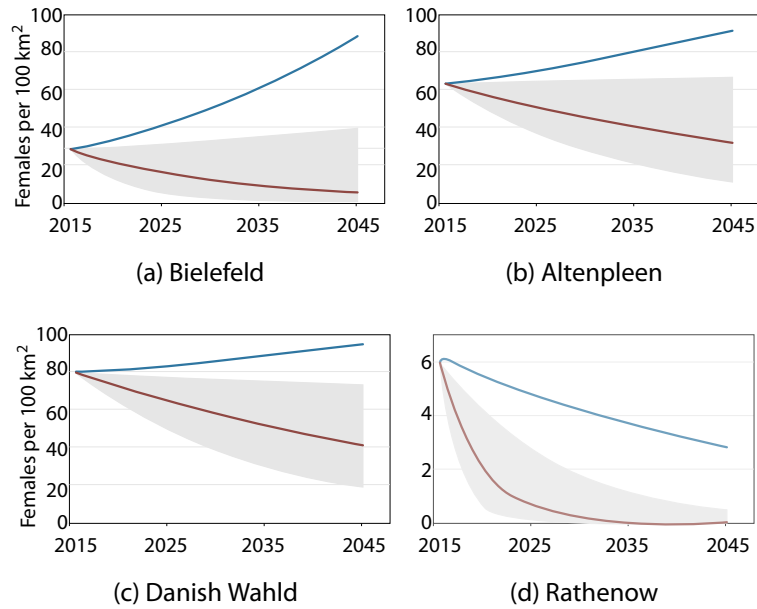 100
80
60
40
20
0
Females per 100 km²
2015 2025 2035 2045
(a) Bielefeld
100
80
60
40
20
0
2015 2025 2035 2045
(b) Altenpleen
100
80
60
40
20
0
Females per 100 km²
2015 2025 2035 2045
(c) Danish Wahld
6
4
2
0
2015 2025 2035 2045
(d) Rathenow